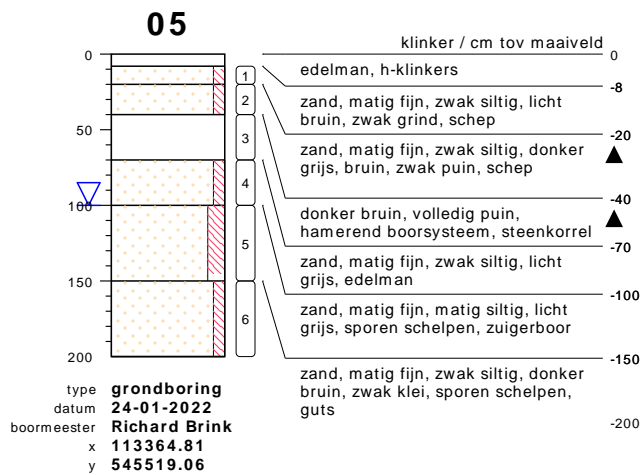 05
klinker / cm tov maaiveld
0
0
edelman, h-klinkers
-8
1
zand, matig fijn, zwak siltig, licht
bruin, zwak grind, schep
-20
2
50
zand, matig fijn, zwak siltig, donker
grijs, bruin, zwak puin, schep
-40
3
donker bruin, volledig puin,
hamerend boorsysteem, steenkorrel
-70
4
100
zand, matig fijn, zwak siltig, licht
grijs, edelman
-100
5
zand, matig fijn, matig siltig, licht
grijs, sporen schelpen, zuigerboor
-150
150
6
zand, matig fijn, zwak siltig, donker
bruin, zwak klei, sporen schelpen,
guts
-200
200
type grondboring
datum 24-01-2022
boormeester Richard Brink
x 113364.81
y 545519.06